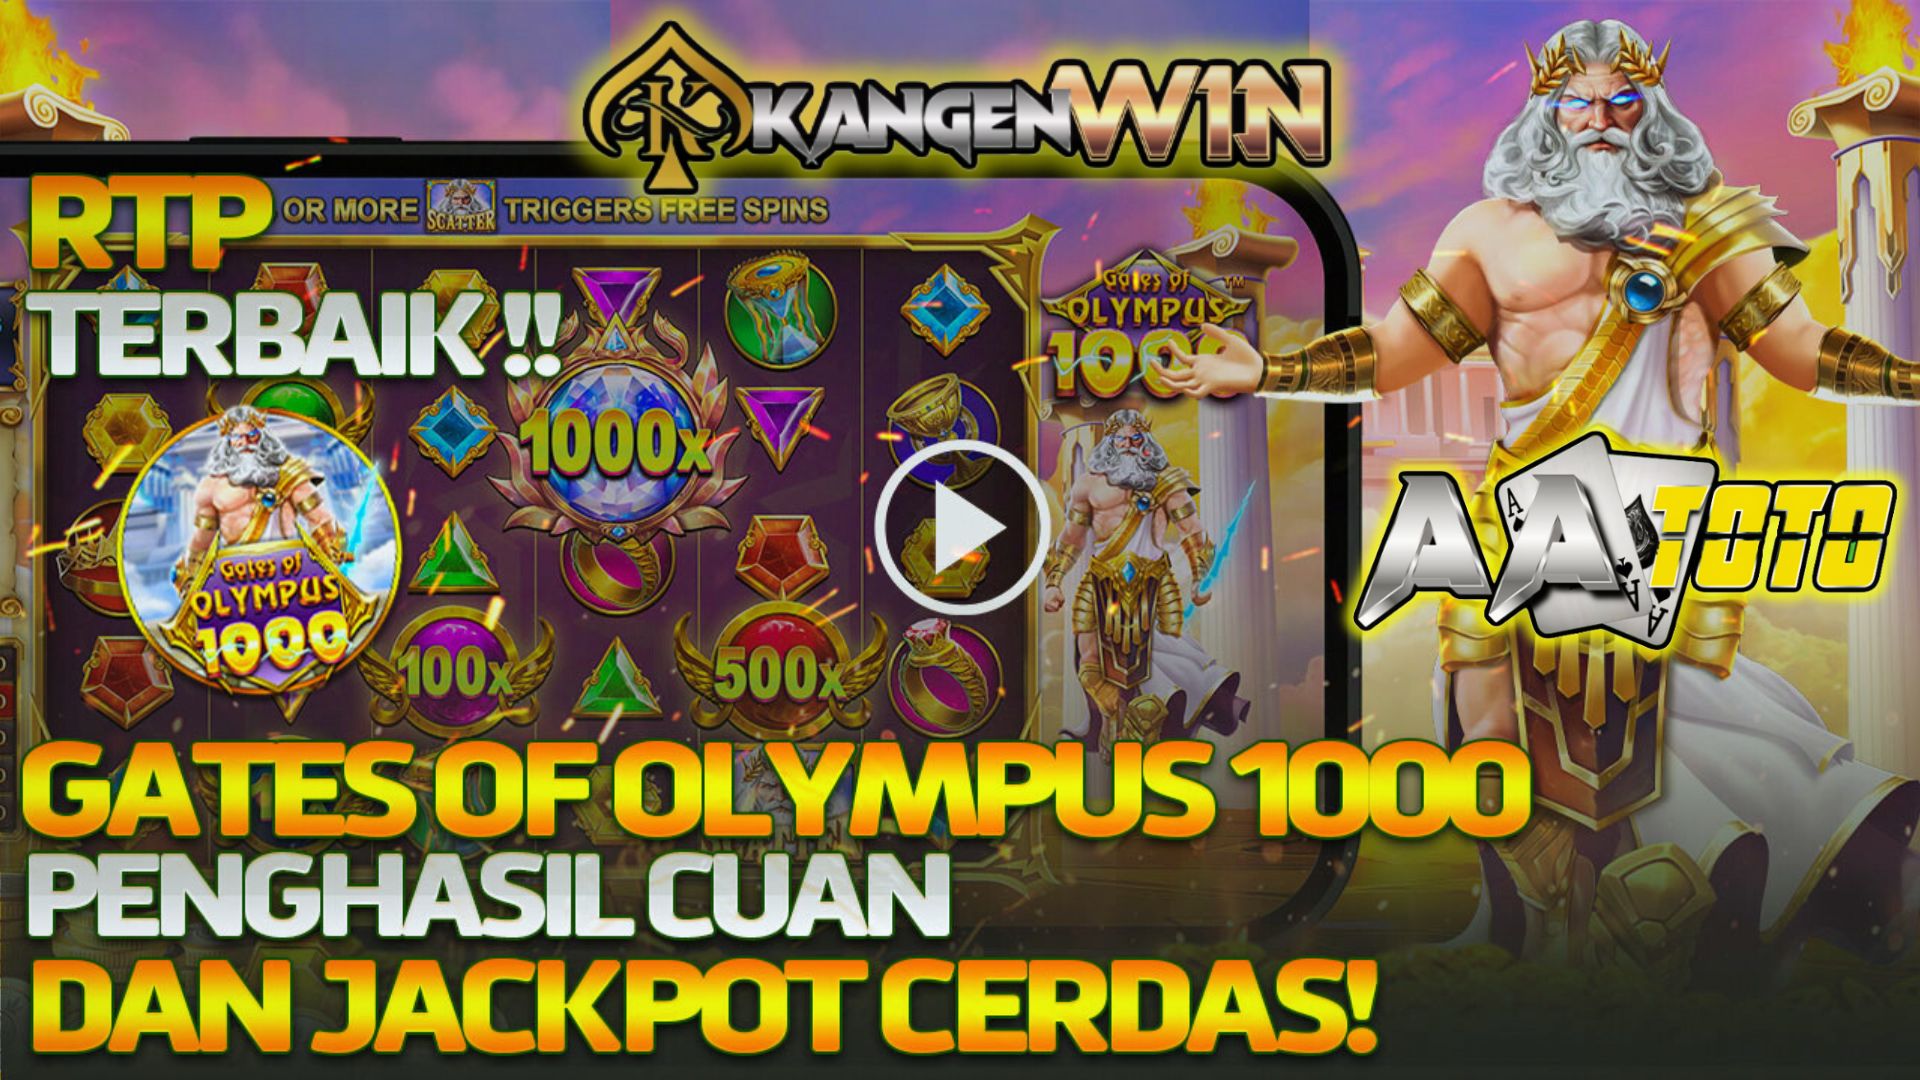 KANGENWIN
RTP
OR MORE SCATTER TRIGGERS FREE SPINS
TERBAIK !!
Gates of
OLYMPUS™
1000
1000x
AATOTO
A
A
A
Gates of
OLYMPUS
1000
100x
500x
GATES OF OLYMPUS 1000
PENGHASIL CUAN
DAN JACKPOT CERDAS!